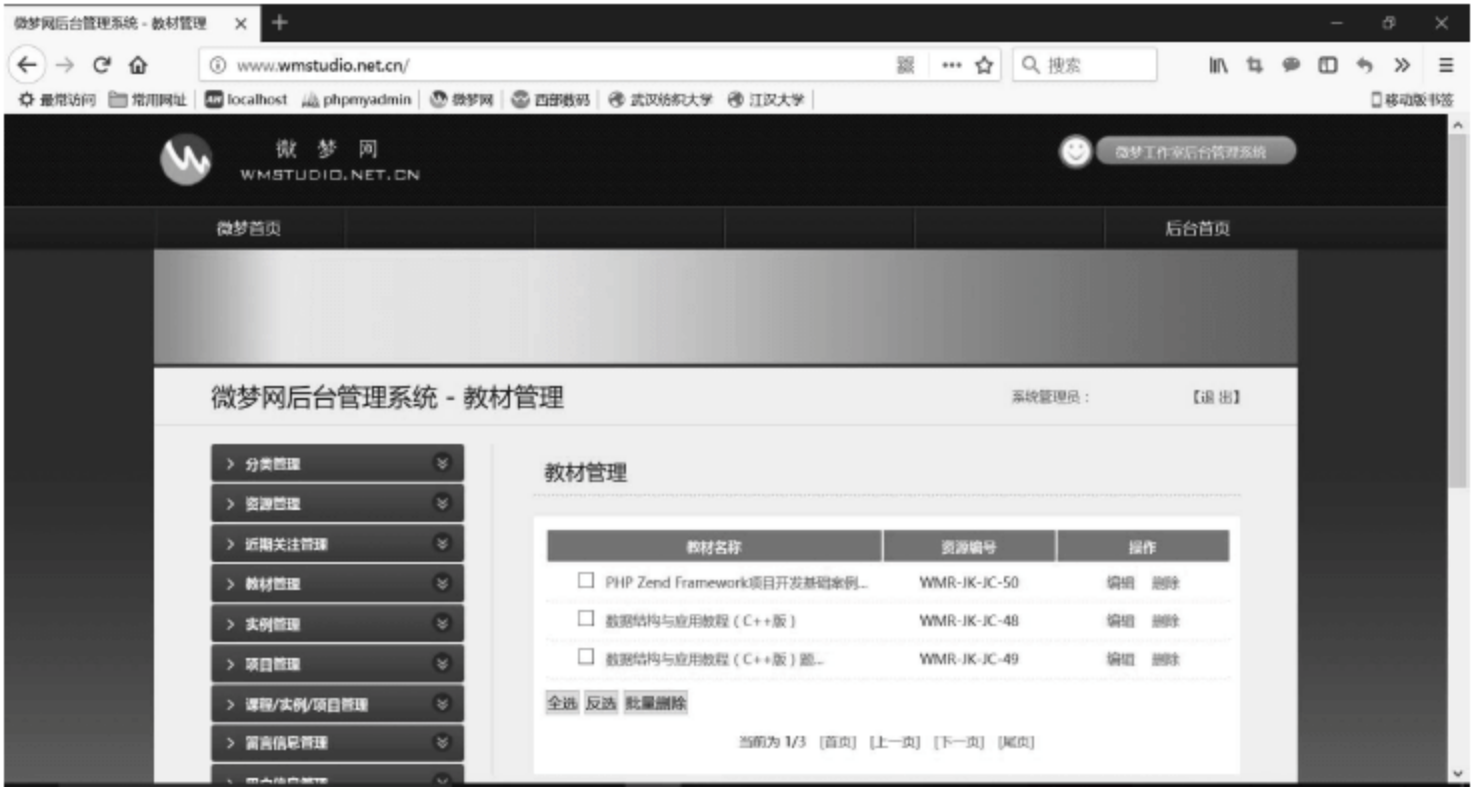 微梦网后台管理系统 - 教材管理
www.wmstudio.net.cn/
搜索
最常访问 常用网址 localhost phpmyadmin 微梦网 西部数码 武汉纺织大学 江汉大学 移动版书签
微 梦 网
WMSTUDIO.NET.CN
微梦工作室后台管理系统
微梦首页 后台首页
微梦网后台管理系统 - 教材管理
系统管理员： 【退 出】
分类管理
资源管理
近期关注管理
教材管理
实例管理
项目管理
课程/实例/项目管理
留言信息管理
用户信息管理
教材管理
教材名称 资源编号 操作
PHP Zend Framework项目开发基础案例... WMR-JK-JC-50 编辑 删除
数据结构与应用教程（C++版） WMR-JK-JC-48 编辑 删除
数据结构与应用教程（C++版）题... WMR-JK-JC-49 编辑 删除
全选 反选 批量删除
当前为 1/3 [首页] [上一页] [下一页] [尾页]